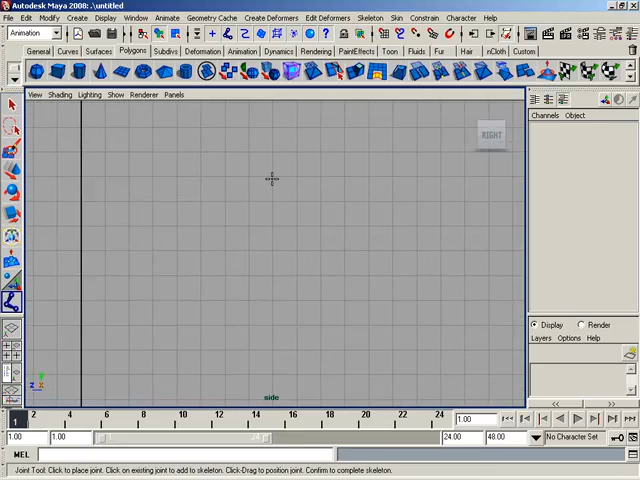 Autodesk Maya 2008: .\untitled
Edit Modify Create Display Window Animate Geometry Cache Create Deformers Edit Deformers Skeleton Skin Constrain Character Help
Animation
General Curves Surfaces Polygons Subdivs Deformation Animation Dynamics Rendering PaintEffects Toon Fluids Fur Hair nCloth Custom
View Shading Lighting Show Renderer Panels
RIGHT
Channels Object
Display Render
Layers Options Help
z x y
side
<< >>
1 2 4 6 8 10 12 14 16 18 20 22 24 1.00
1.00 1.00 1 24 24.00 48.00 No Character Set
MEL
Joint Tool: Click to place joint. Click on existing joint to add to skeleton. Click-Drag to position joint. Confirm to complete skeleton.